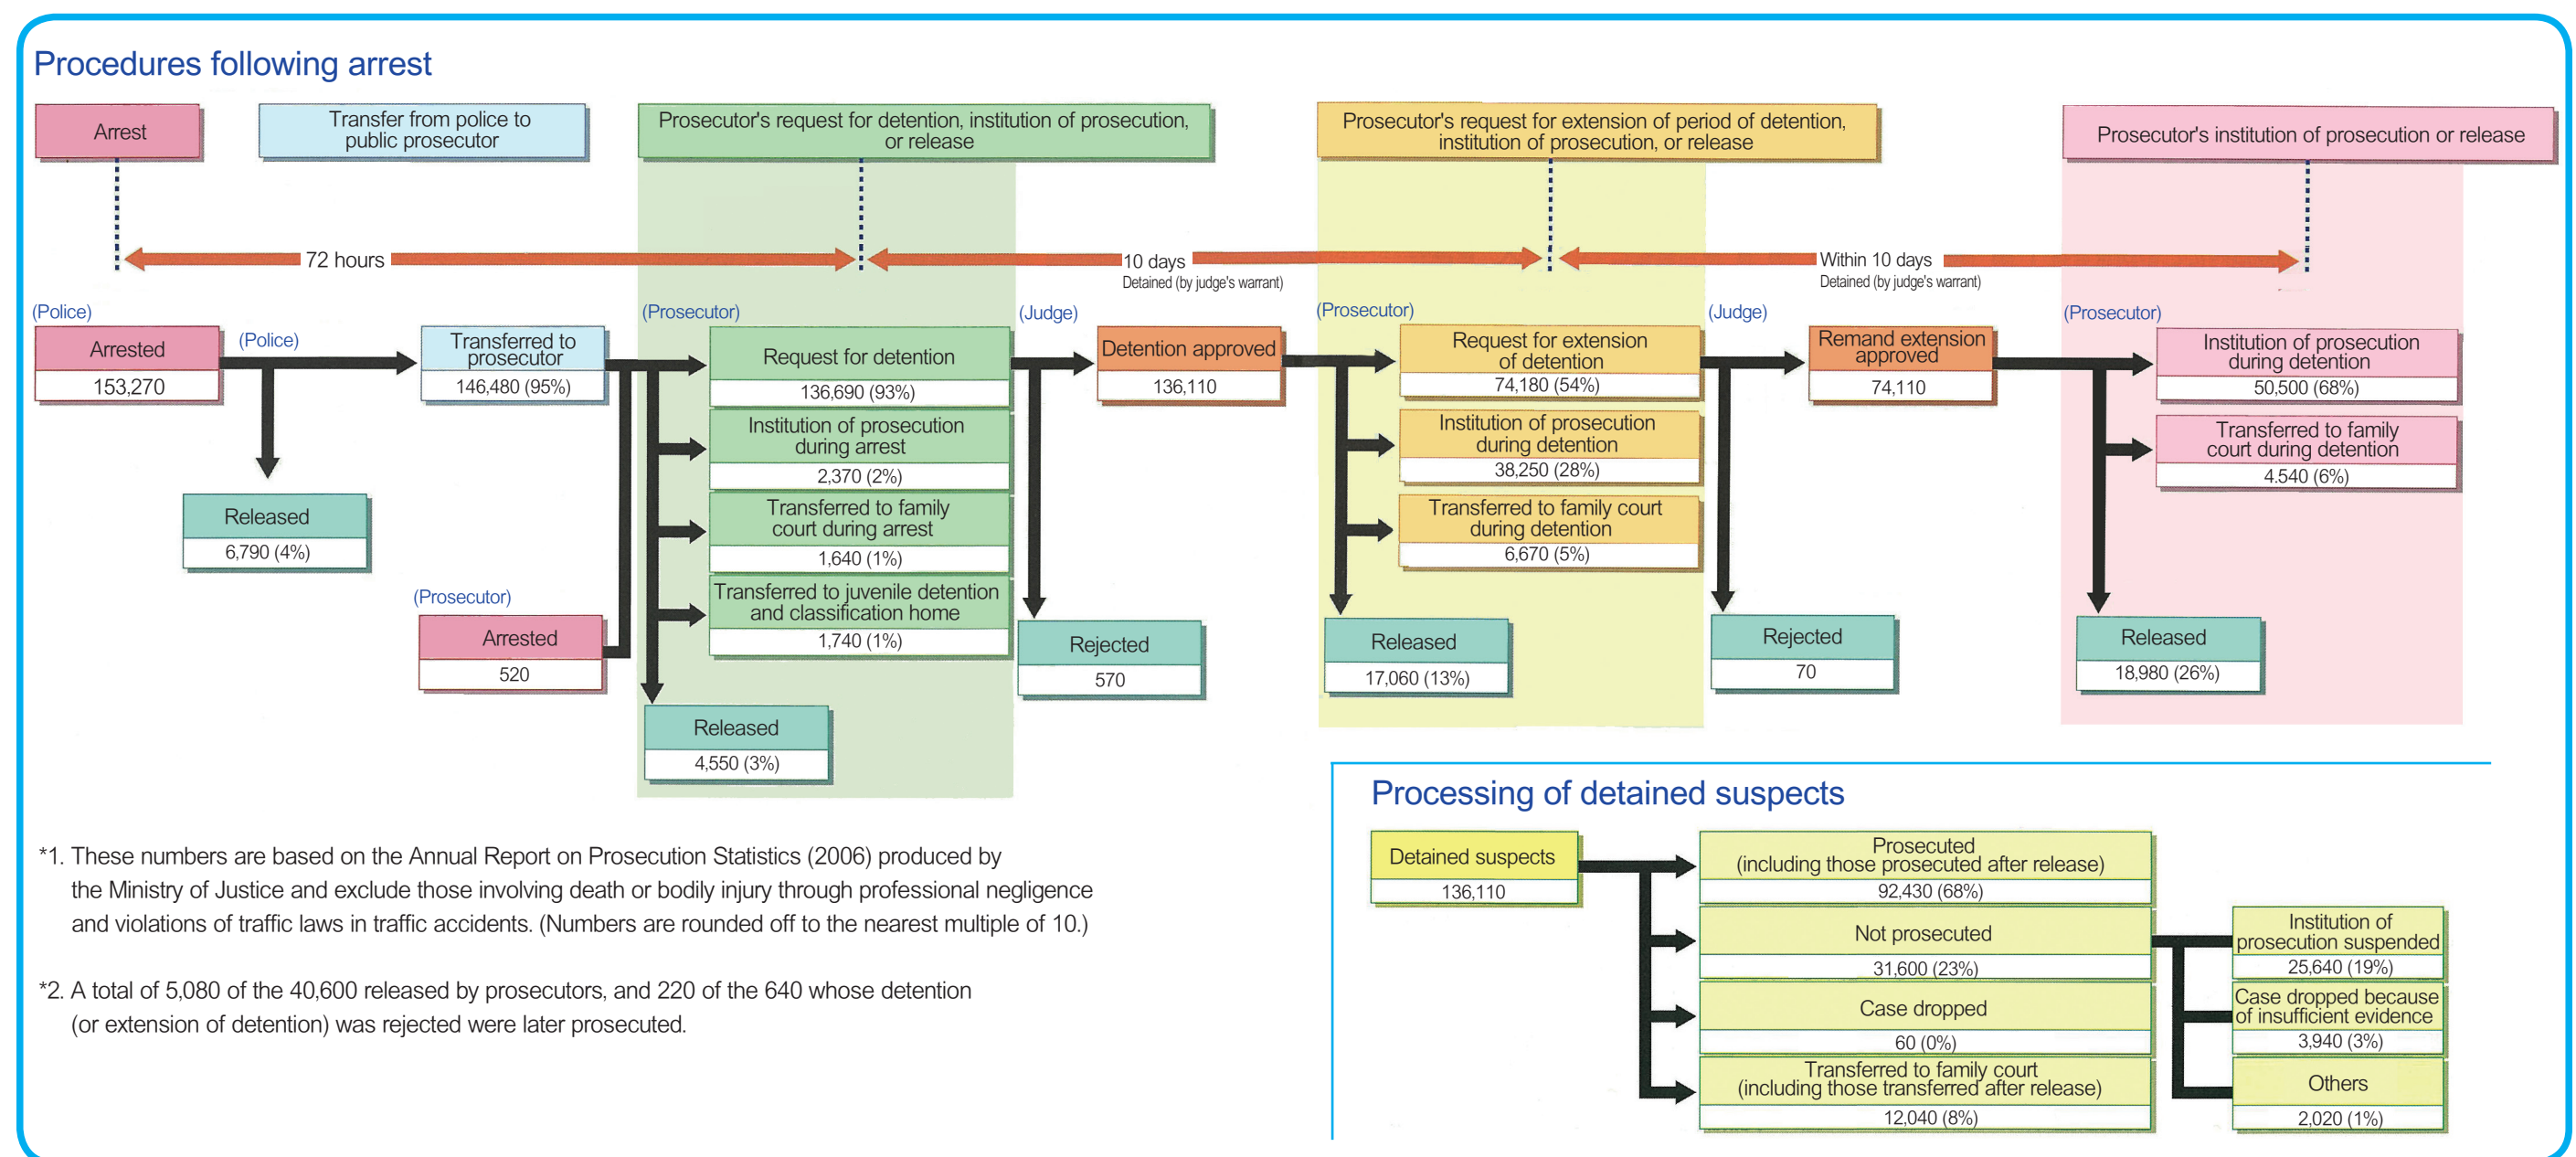 Procedures following arrest
Arrest
Transfer from police to
public prosecutor
Prosecutor's request for detention, institution of prosecution,
or release
Prosecutor's request for extension of period of detention,
institution of prosecution, or release
Prosecutor's institution of prosecution or release
72 hours
10 days
Detained (by judge's warrant)
Within 10 days
Detained (by judge's warrant)
(Police)
Arrested
153,270
(Police)
Released
6,790 (4%)
Transferred to
prosecutor
146,480 (95%)
(Prosecutor)
Arrested
520
(Prosecutor)
Request for detention
136,690 (93%)
Institution of prosecution
during arrest
2,370 (2%)
Transferred to family
court during arrest
1,640 (1%)
Transferred to juvenile detention
and classification home
1,740 (1%)
Released
4,550 (3%)
(Judge)
Detention approved
136,110
Rejected
570
(Prosecutor)
Request for extension
of detention
74,180 (54%)
Institution of prosecution
during detention
38,250 (28%)
Transferred to family court
during detention
6,670 (5%)
Released
17,060 (13%)
(Judge)
Remand extension
approved
74,110
Rejected
70
(Prosecutor)
Institution of prosecution
during detention
50,500 (68%)
Transferred to family
court during detention
4.540 (6%)
Released
18,980 (26%)
*1. These numbers are based on the Annual Report on Prosecution Statistics (2006) produced by
the Ministry of Justice and exclude those involving death or bodily injury through professional negligence
and violations of traffic laws in traffic accidents. (Numbers are rounded off to the nearest multiple of 10.)
*2. A total of 5,080 of the 40,600 released by prosecutors, and 220 of the 640 whose detention
(or extension of detention) was rejected were later prosecuted.
Processing of detained suspects
Detained suspects
136,110
Prosecuted
(including those prosecuted after release)
92,430 (68%)
Not prosecuted
31,600 (23%)
Case dropped
60 (0%)
Transferred to family court
(including those transferred after release)
12,040 (8%)
Institution of
prosecution suspended
25,640 (19%)
Case dropped because
of insufficient evidence
3,940 (3%)
Others
2,020 (1%)